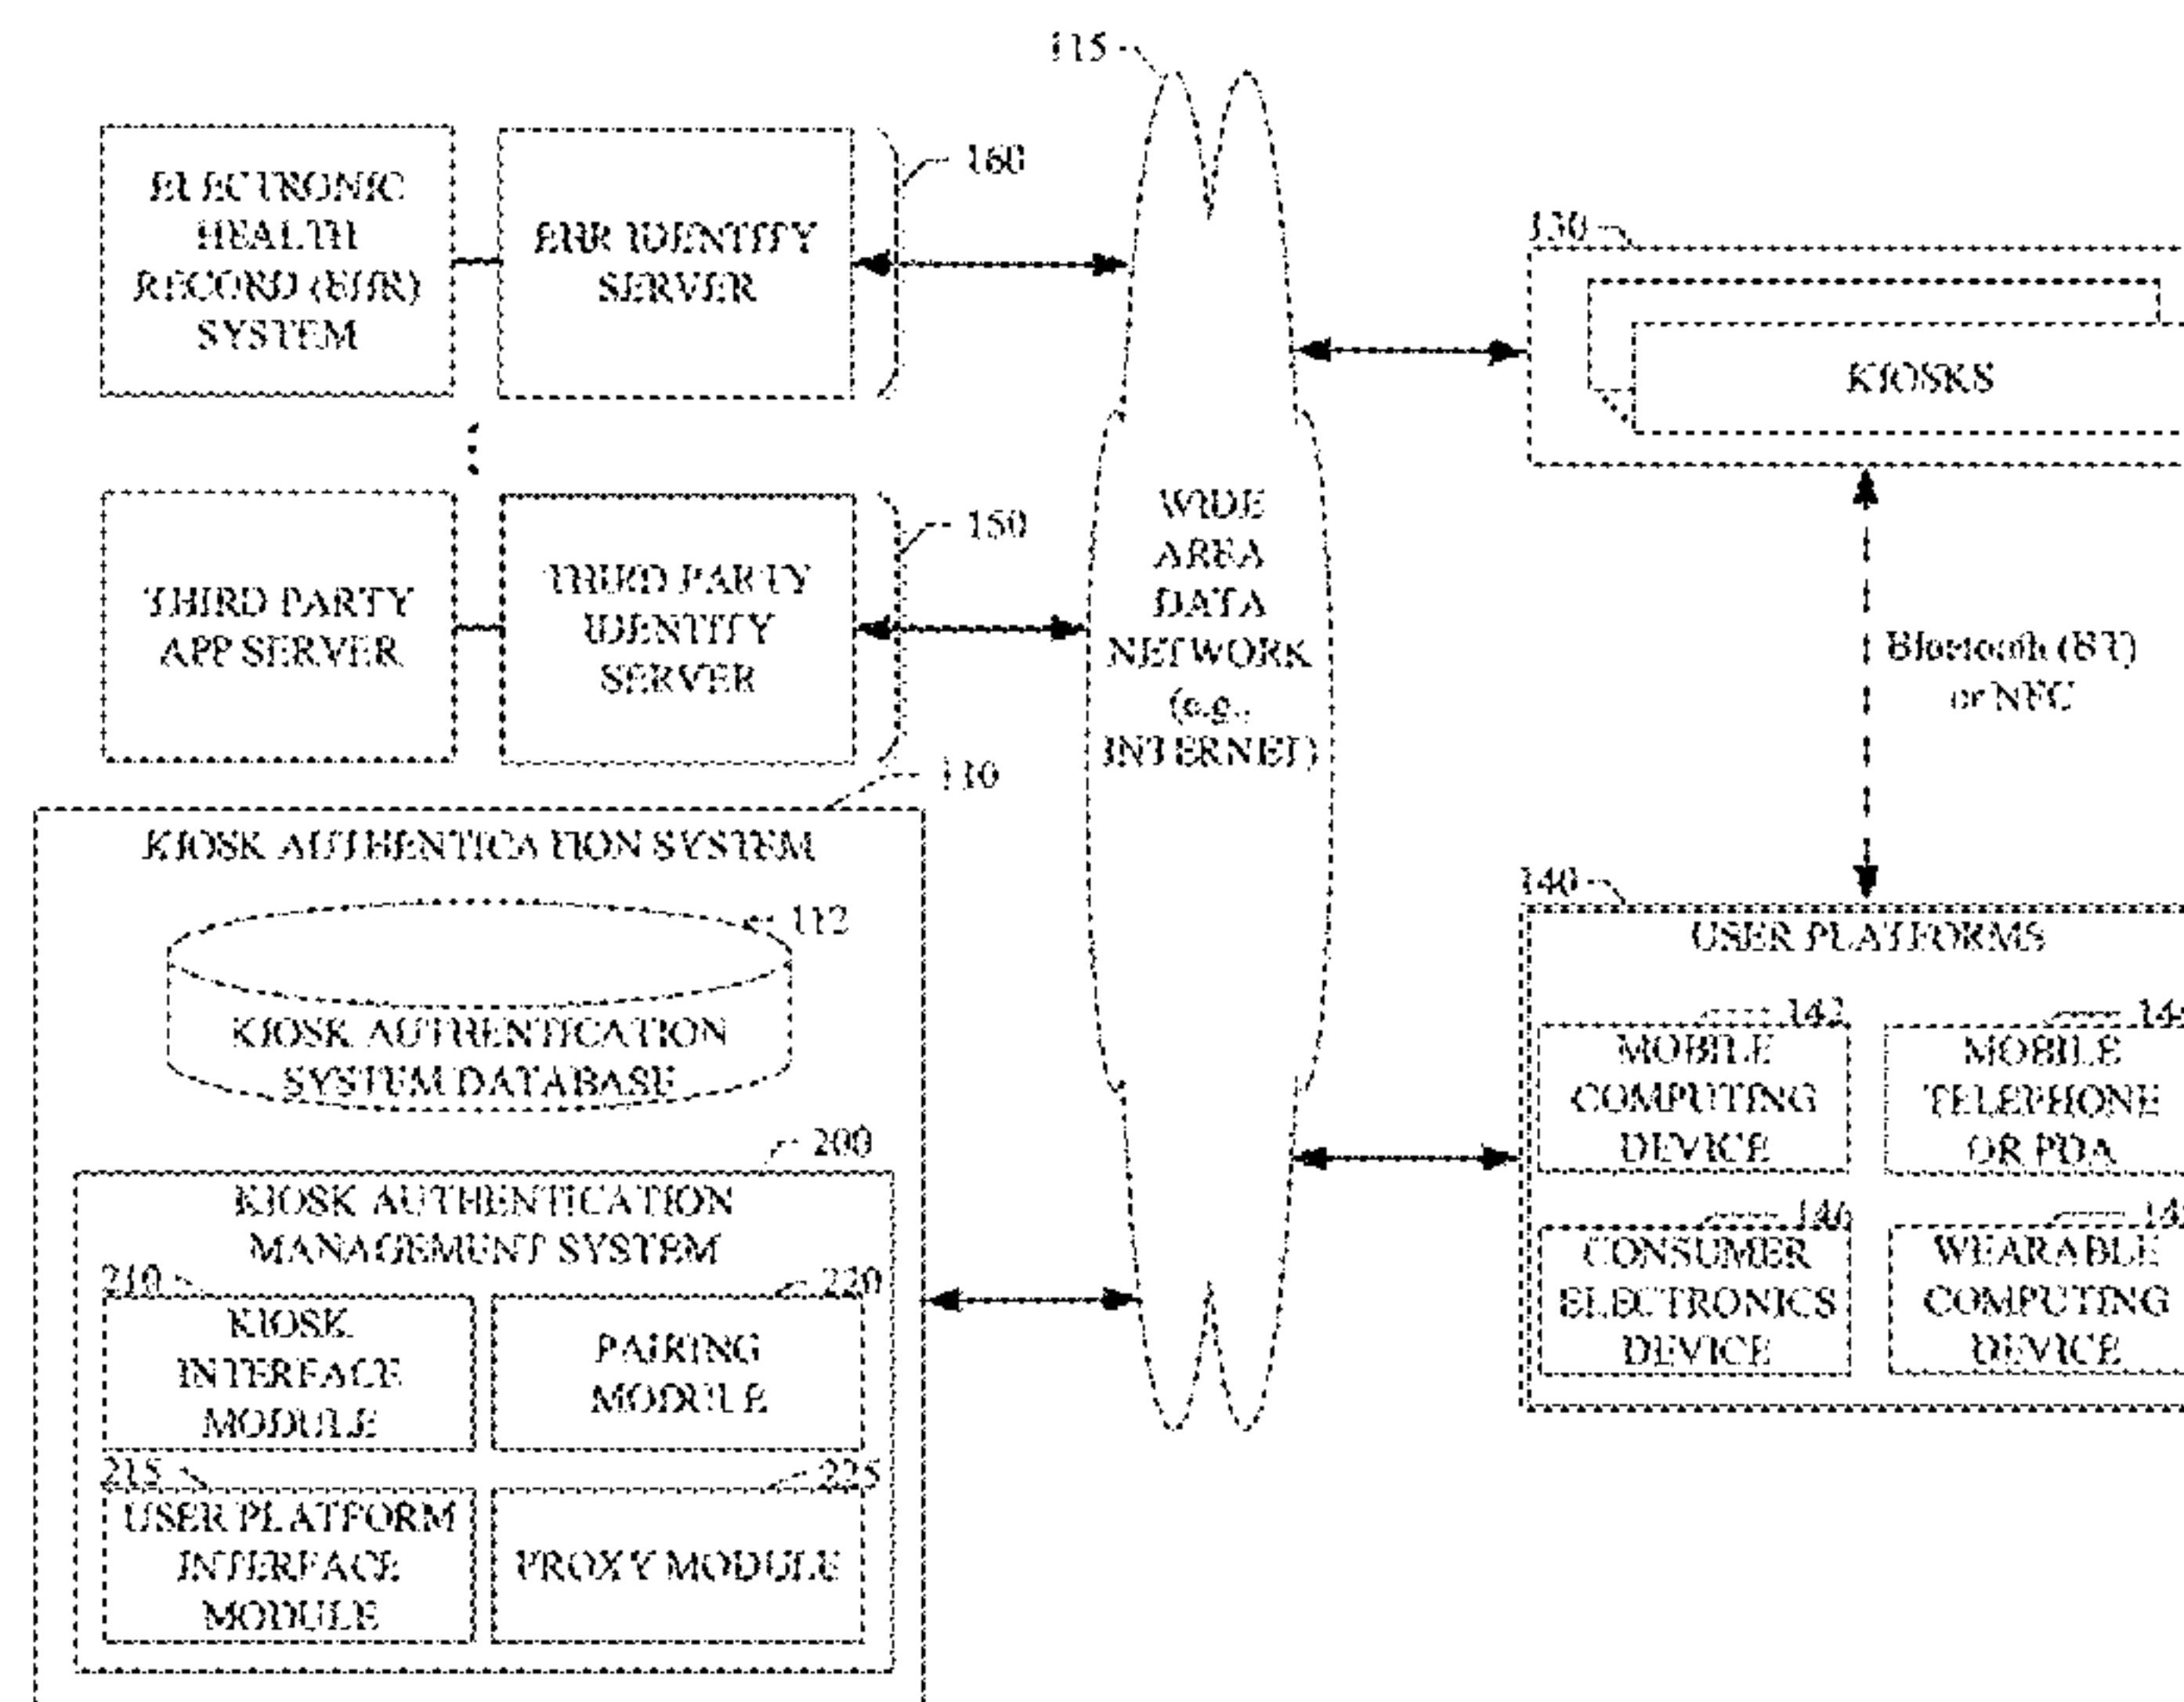 115
160
ELECTRONIC
HEALTH
RECORD (EHR)
SYSTEM
EHR IDENTITY
SERVER
130
KIOSKS
150
THIRD PARTY
APP SERVER
THIRD PARTY
IDENTITY
SERVER
WIDE
AREA
DATA
NETWORK
(e.g.,
INTERNET)
Bluetooth (BT)
or NFC
110
KIOSK AUTHENTICATION SYSTEM
112
KIOSK AUTHENTICATION
SYSTEM DATABASE
140
USER PLATFORMS
142
MOBILE
COMPUTING
DEVICE
MOBILE
TELEPHONE
OR PDA
146
CONSUMER
ELECTRONICS
DEVICE
WEARABLE
COMPUTING
DEVICE
200
KIOSK AUTHENTICATION
MANAGEMENT SYSTEM
210
KIOSK
INTERFACE
MODULE
220
PAIRING
MODULE
215
USER PLATFORM
INTERFACE
MODULE
225
PROXY MODULE